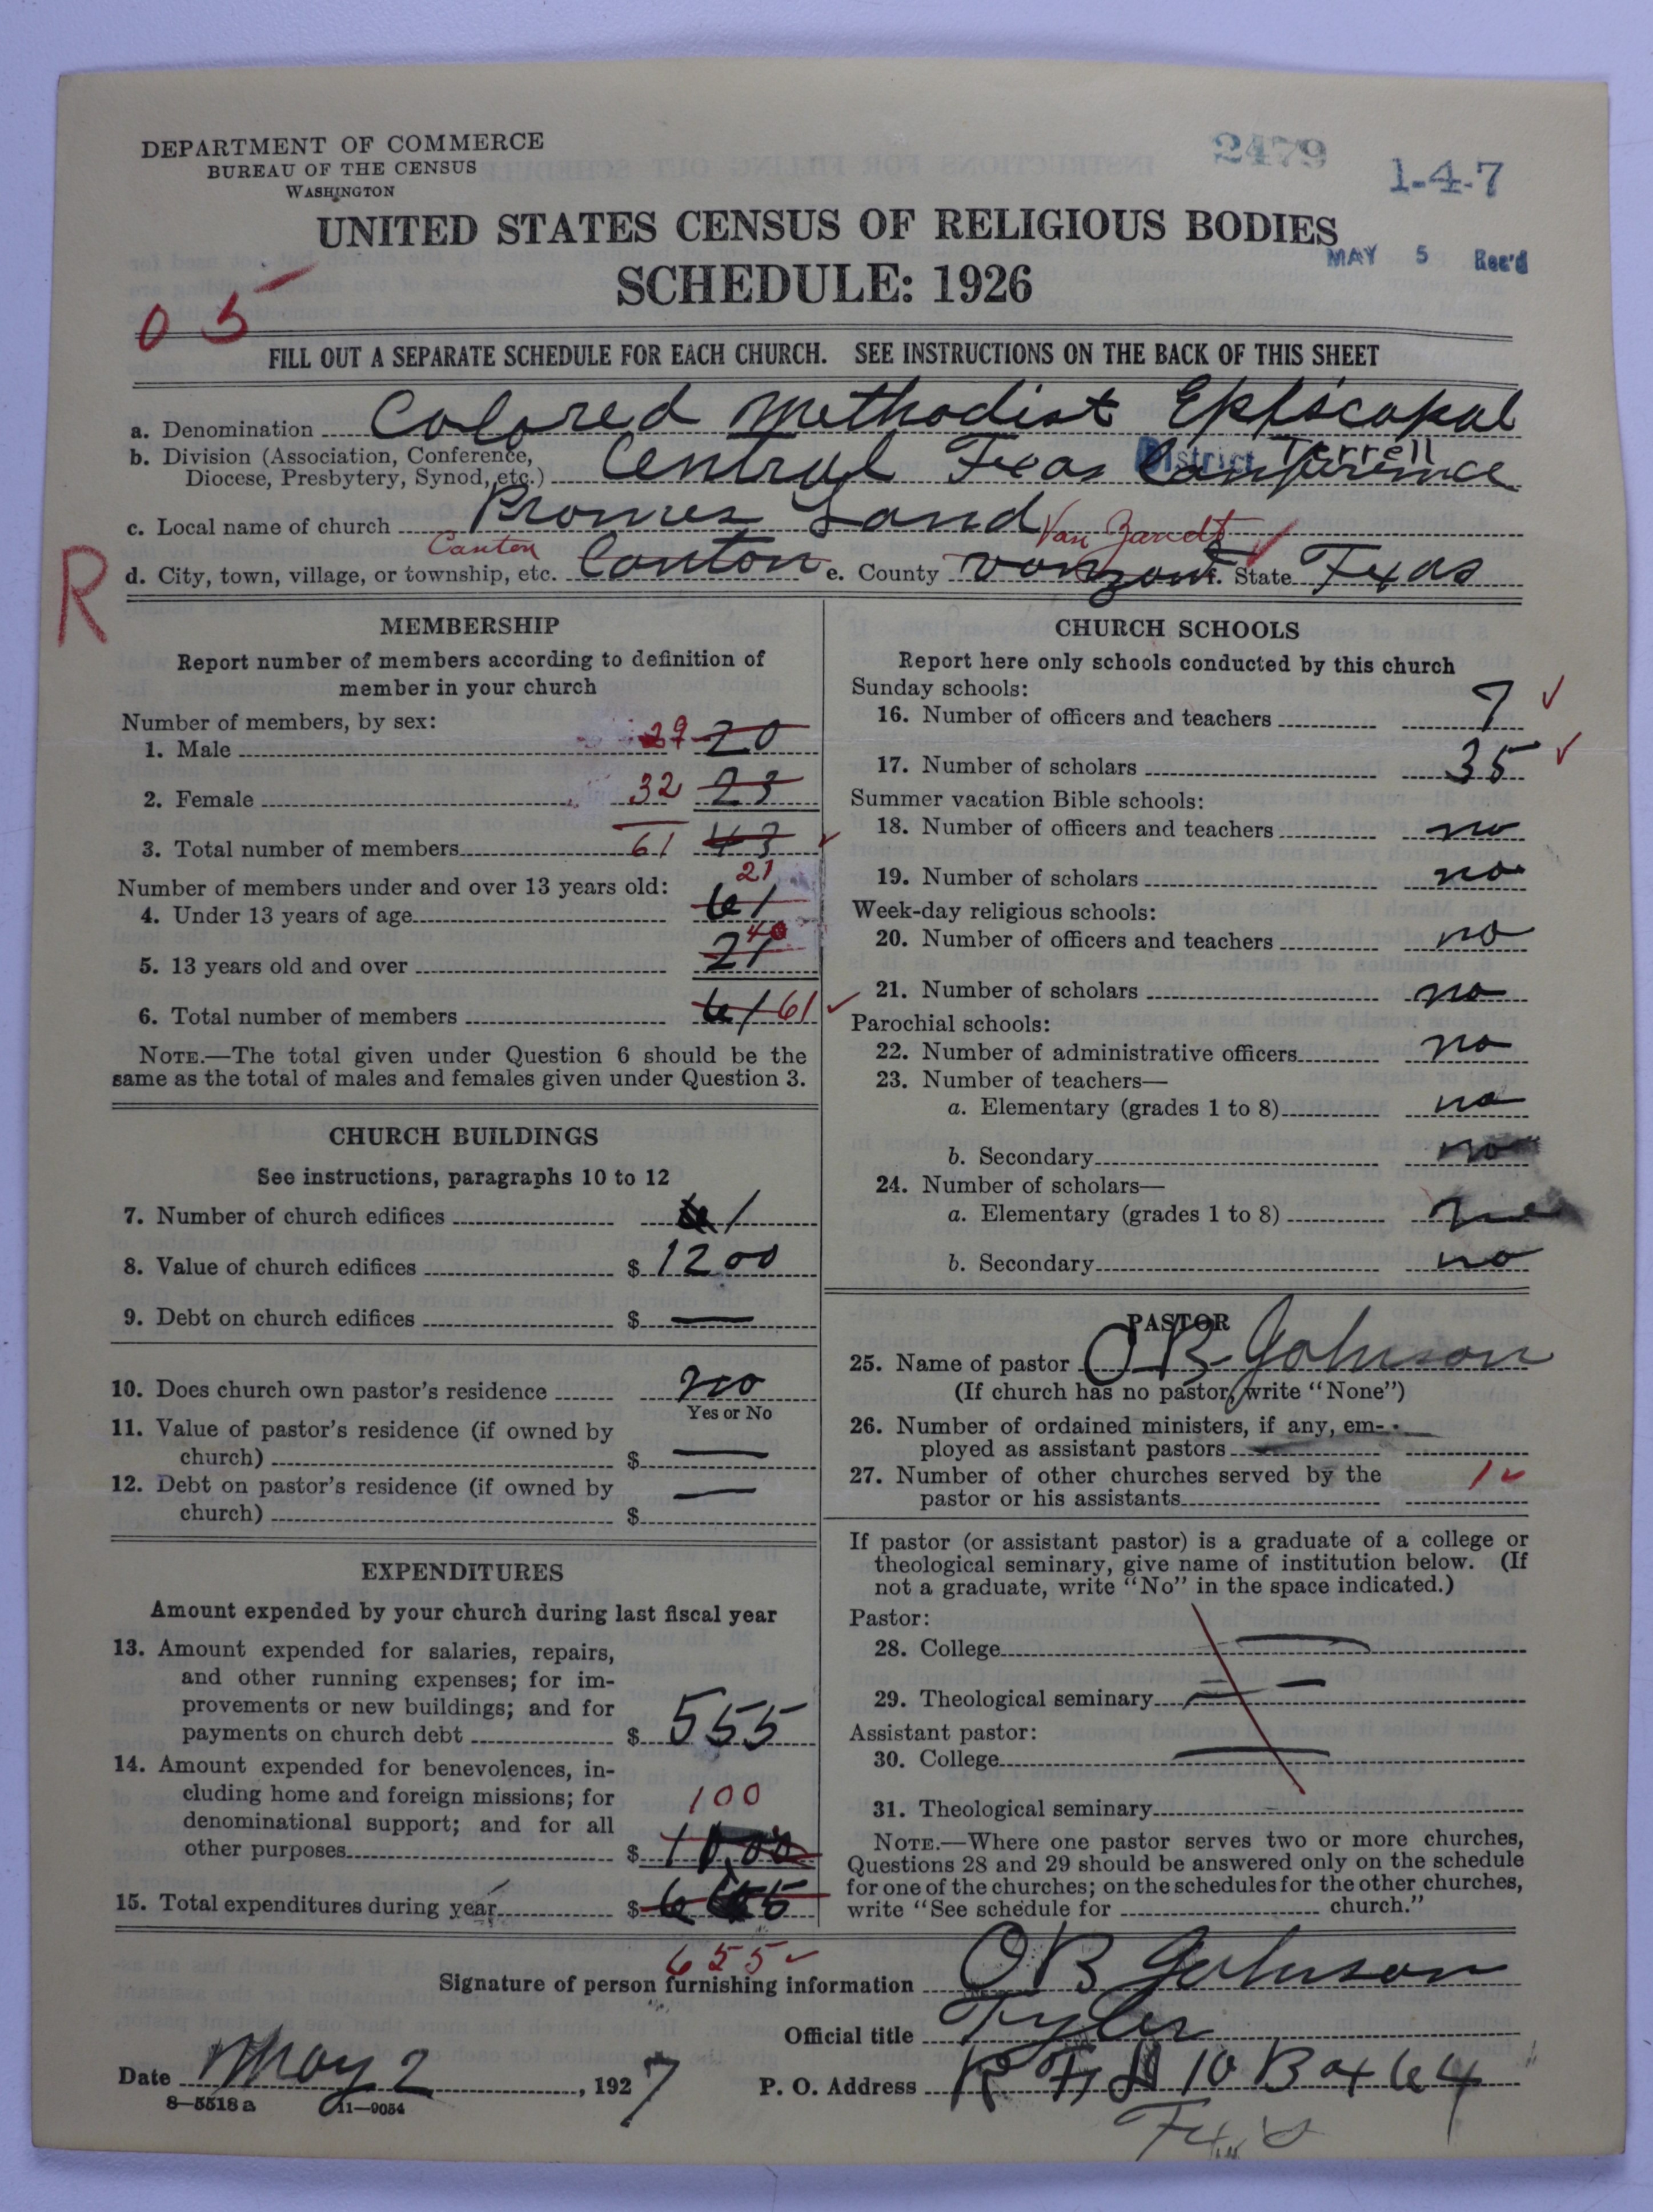 DEPARTMENT OF COMMERCE
BUREAU OF THE CENSUS
WASHINGTON
2479
1-4-7
UNITED STATES CENSUS OF RELIGIOUS BODIES
SCHEDULE: 1926
MAY 5 Rec'd
05
FILL OUT A SEPARATE SCHEDULE FOR EACH CHURCH. SEE INSTRUCTIONS ON THE BACK OF THIS SHEET
a. Denomination Colored Methodist Episcopal
b. Division (Association, Conference, Diocese, Presbytery, Synod, etc.) Central Texas Conference
District Terrell
c. Local name of church Promes Land
Canton Van Zandt
R
d. City, town, village, or township, etc. Canton e. County vanzant f. State Texas
MEMBERSHIP
Report number of members according to definition of
member in your church
Number of members, by sex:
1. Male 29 20
2. Female 32 23
3. Total number of members 61 43
Number of members under and over 13 years old: 21
4. Under 13 years of age 61
40
5. 13 years old and over 21
6. Total number of members 61 61
NOTE.—The total given under Question 6 should be the
same as the total of males and females given under Question 3.
CHURCH BUILDINGS
See instructions, paragraphs 10 to 12
7. Number of church edifices 1
8. Value of church edifices $ 1200
9. Debt on church edifices $ —
10. Does church own pastor's residence no
Yes or No
11. Value of pastor's residence (if owned by
church) $ —
12. Debt on pastor's residence (if owned by —
church) $
EXPENDITURES
Amount expended by your church during last fiscal year
13. Amount expended for salaries, repairs,
and other running expenses; for im-
provements or new buildings; and for
payments on church debt $ 555
14. Amount expended for benevolences, in-
cluding home and foreign missions; for 100
denominational support; and for all
other purposes $
15. Total expenditures during year $
655
CHURCH SCHOOLS
Report here only schools conducted by this church
Sunday schools:
16. Number of officers and teachers 7
17. Number of scholars 35
Summer vacation Bible schools:
18. Number of officers and teachers no
19. Number of scholars no
Week-day religious schools:
20. Number of officers and teachers no
21. Number of scholars no
Parochial schools:
22. Number of administrative officers no
23. Number of teachers—
a. Elementary (grades 1 to 8) no
b. Secondary no
24. Number of scholars—
a. Elementary (grades 1 to 8) no
b. Secondary no
PASTOR
25. Name of pastor O B Johnson
(If church has no pastor, write "None")
26. Number of ordained ministers, if any, em-
ployed as assistant pastors —
27. Number of other churches served by the 1
pastor or his assistants
If pastor (or assistant pastor) is a graduate of a college or
theological seminary, give name of institution below. (If
not a graduate, write "No" in the space indicated.)
Pastor:
28. College —
29. Theological seminary — —
Assistant pastor:
30. College —
31. Theological seminary
NOTE.—Where one pastor serves two or more churches,
Questions 28 and 29 should be answered only on the schedule
for one of the churches; on the schedules for the other churches,
write "See schedule for church."
Signature of person furnishing information O B Johnson
Official title Tyler
Date May 2, 1927
P. O. Address R F D 10 Box 64
8—5518 a 11—9054